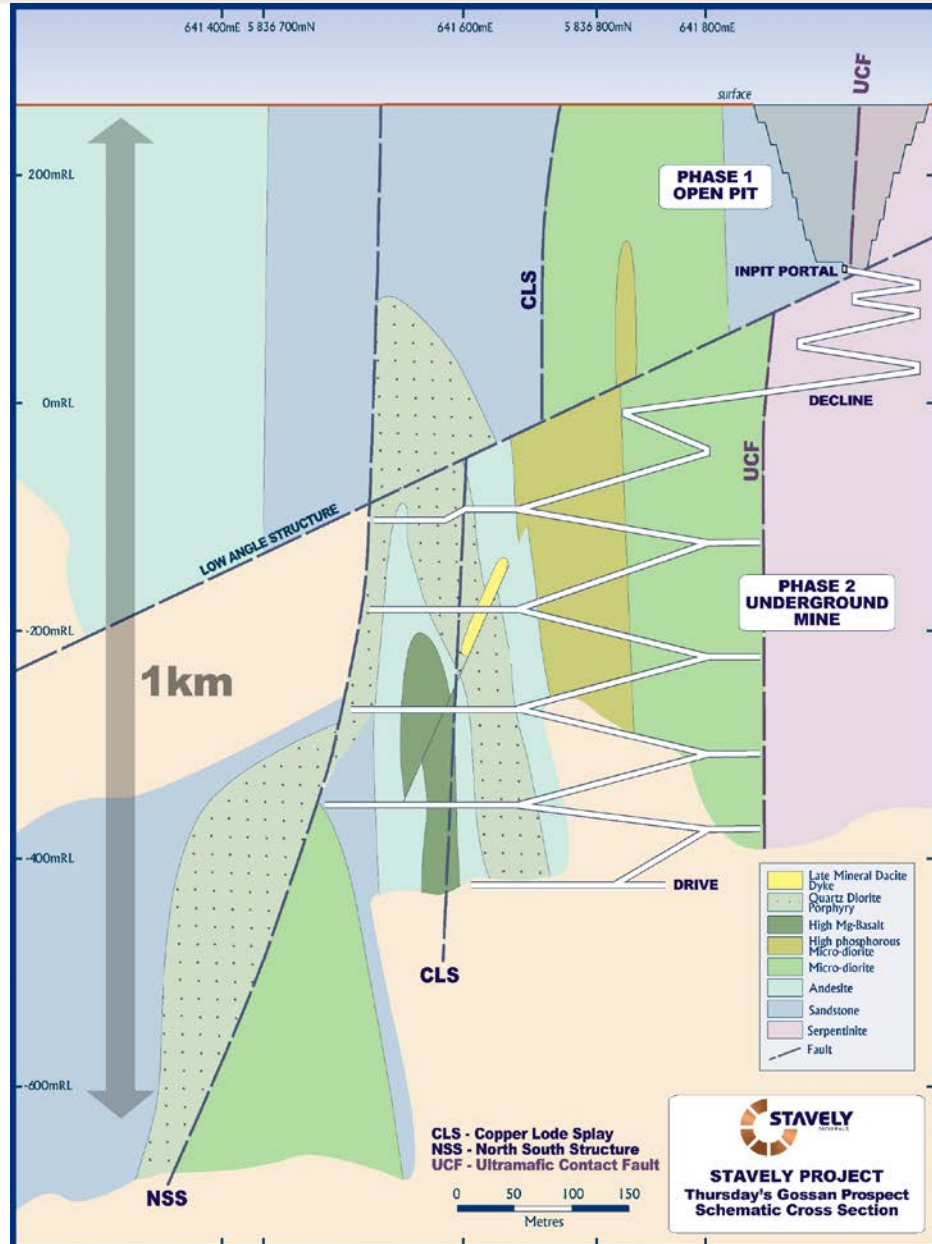 641 400mE 5 836 700mN 641 600mE 5 836 800mN 641 800mE
UCF
surface
200mRL
PHASE 1
OPEN PIT
INPIT PORTAL
CLS
0mRL
DECLINE
UCF
LOW ANGLE STRUCTURE
PHASE 2
UNDERGROUND
MINE
-200mRL
1km
-400mRL
DRIVE
CLS
Late Mineral Dacite
Dyke
Quartz Diorite
Porphyry
High Mg-Basalt
High phosphorous
Micro-diorite
Micro-diorite
Andesite
Sandstone
Serpentinite
Fault
-600mRL
NSS
CLS - Copper Lode Splay
NSS - North South Structure
UCF - Ultramafic Contact Fault
0 50 100 150
Metres
STAVELY
MINERALS
STAVELY PROJECT
Thursday's Gossan Prospect
Schematic Cross Section